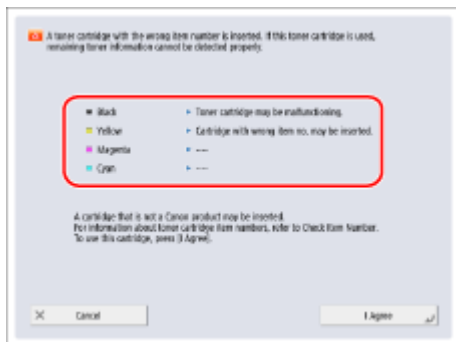 A toner cartridge with the wrong item number is inserted. If this toner cartridge is used,
remaining toner information cannot be detected properly.
Black ▸ Toner cartridge may be malfunctioning.
Yellow ▸ Cartridge with wrong item no. may be inserted.
Magenta ▸ ----
Cyan ▸ ----
A cartridge that is not a Canon product may be inserted.
For information about toner cartridge item numbers, refer to Check Item Number.
To use this cartridge, press [I Agree].
Cancel
I Agree